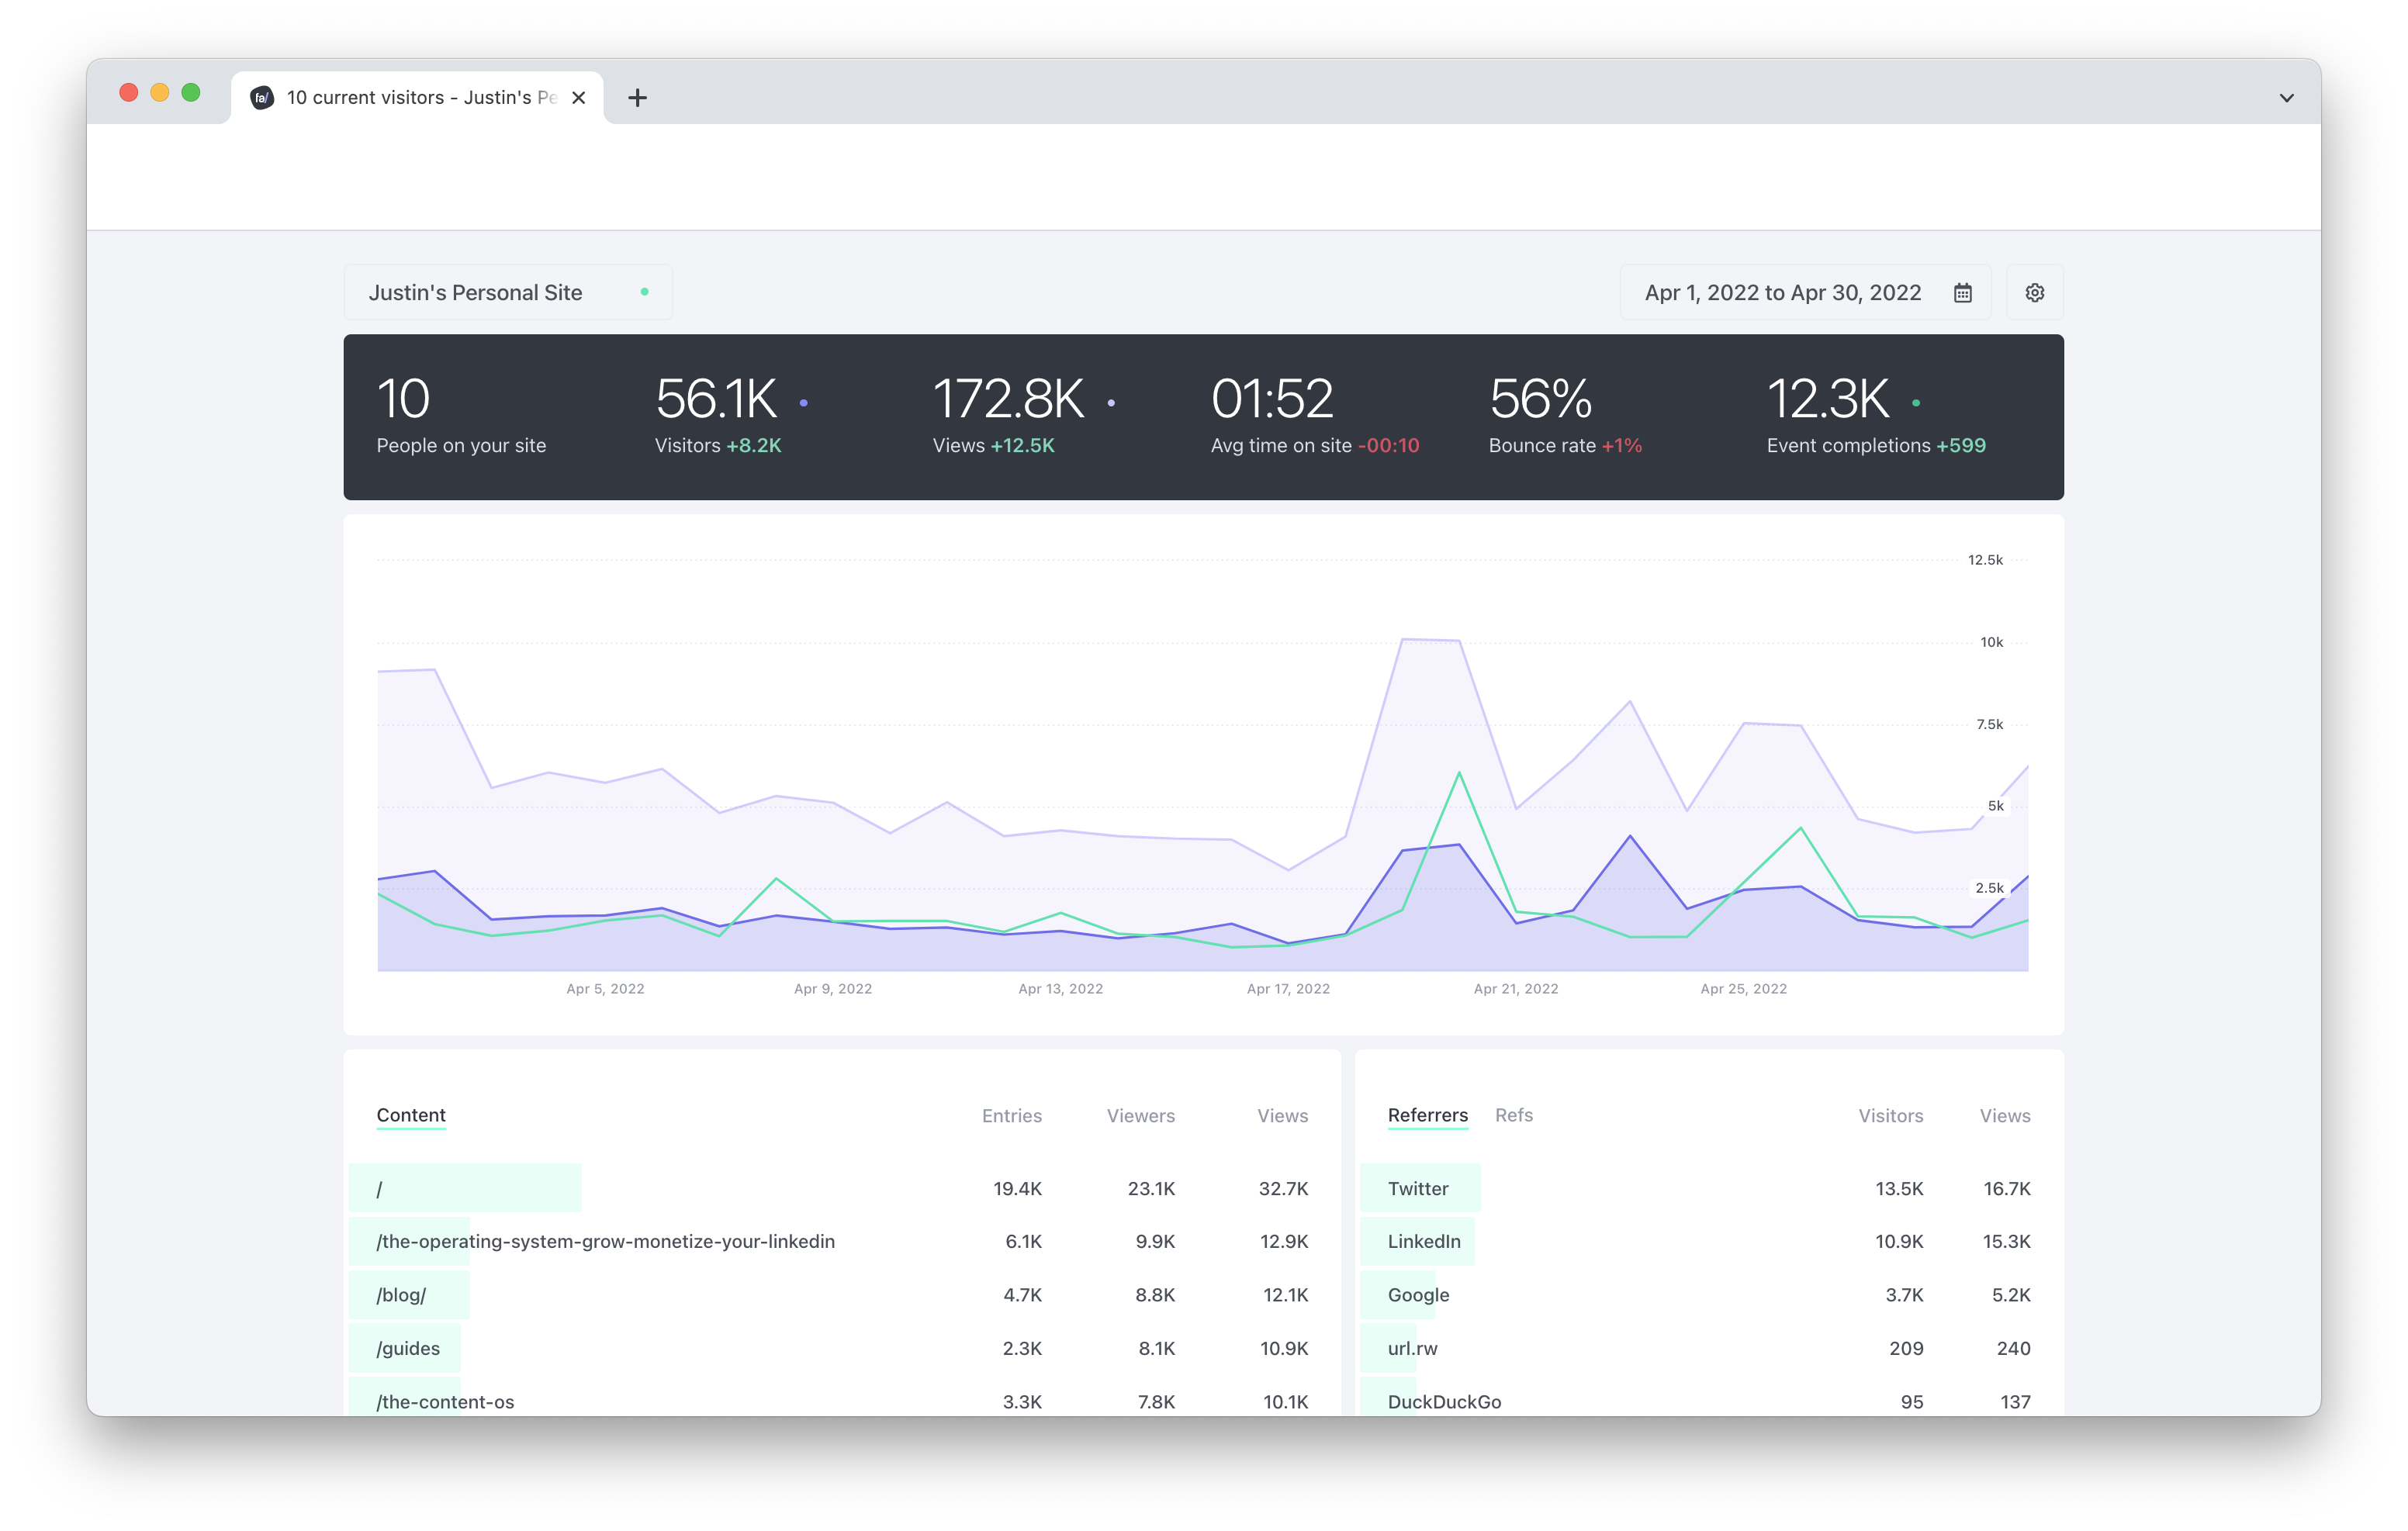 fa/ 10 current visitors - Justin's Pe
Justin's Personal Site Apr 1, 2022 to Apr 30, 2022
10 56.1K 172.8K 01:52 56% 12.3K
People on your site Visitors +8.2K Views +12.5K Avg time on site -00:10 Bounce rate +1% Event completions +599
12.5k
10k
7.5k
5k
2.5k
Apr 5, 2022 Apr 9, 2022 Apr 13, 2022 Apr 17, 2022 Apr 21, 2022 Apr 25, 2022
Content Entries Viewers Views
/ 19.4K 23.1K 32.7K
/the-operating-system-grow-monetize-your-linkedin 6.1K 9.9K 12.9K
/blog/ 4.7K 8.8K 12.1K
/guides 2.3K 8.1K 10.9K
/the-content-os 3.3K 7.8K 10.1K
Referrers Refs Visitors Views
Twitter 13.5K 16.7K
LinkedIn 10.9K 15.3K
Google 3.7K 5.2K
url.rw 209 240
DuckDuckGo 95 137